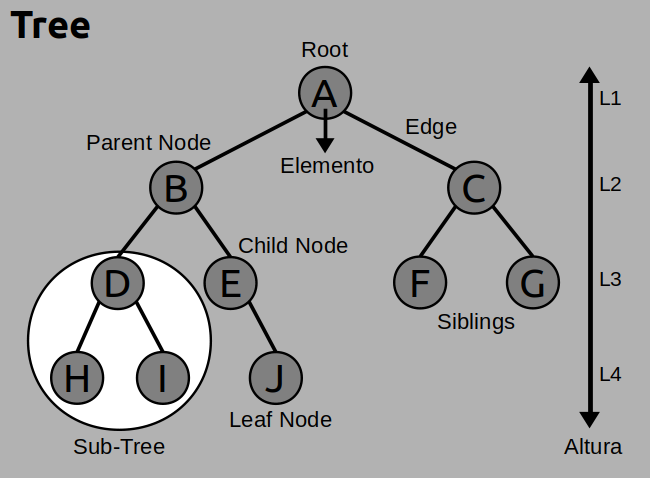 Tree
Root
A
L1
Edge
Parent Node
Elemento
B
C
L2
Child Node
D
E
F
G
L3
Siblings
H
I
J
L4
Leaf Node
Sub-Tree
Altura